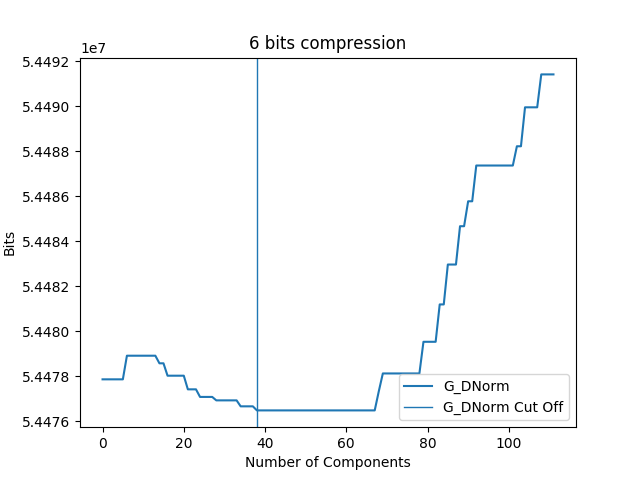 6 bits compression
1e7
5.4492
5.4490
5.4488
5.4486
5.4484
5.4482
5.4480
5.4478
5.4476
Bits
0 20 40 60 80 100
Number of Components
G_DNorm
G_DNorm Cut Off